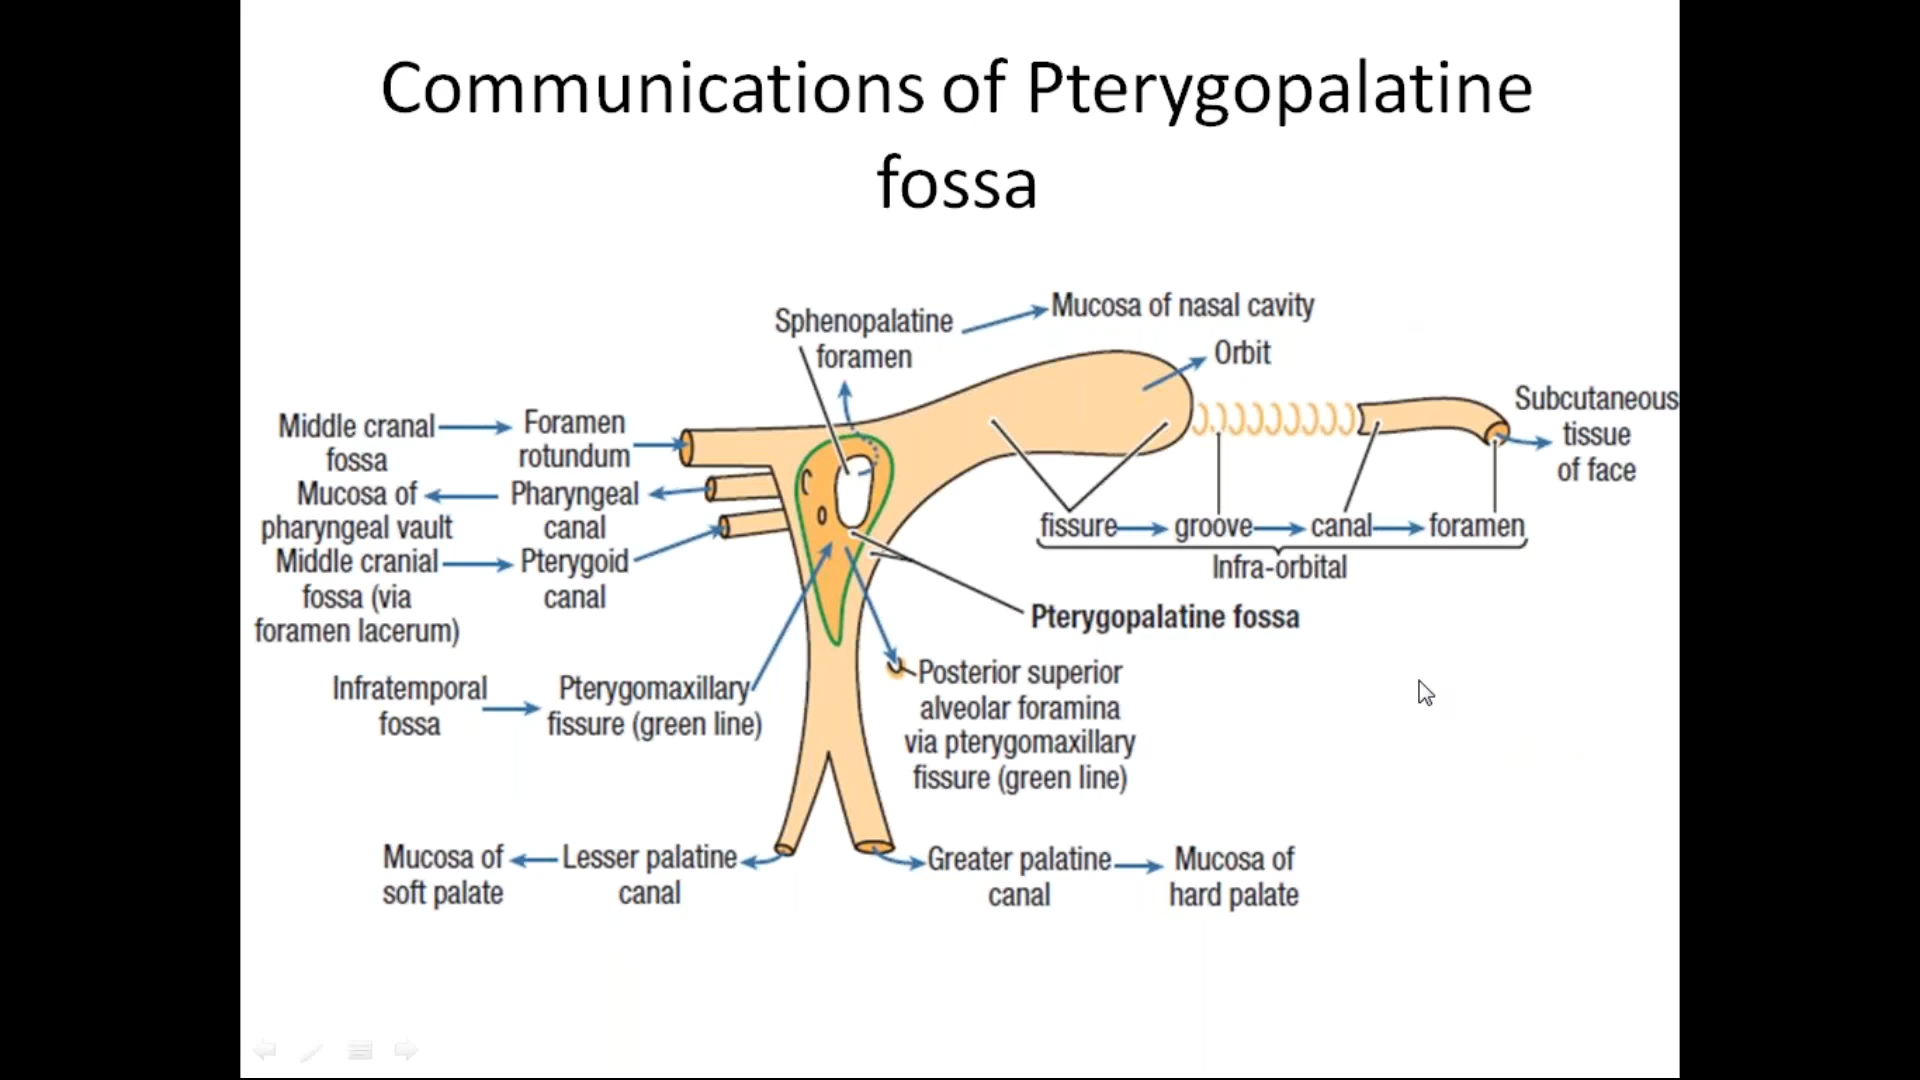 Communications of Pterygopalatine
fossa
Sphenopalatine
foramen
Mucosa of nasal cavity
Orbit
Subcutaneous
tissue
of face
Middle cranal
fossa
Foramen
rotundum
Mucosa of
pharyngeal vault
Pharyngeal
canal
Middle cranial
fossa (via
foramen lacerum)
Pterygoid
canal
fissure groove canal foramen
Infra-orbital
Pterygopalatine fossa
Infratemporal
fossa
Pterygomaxillary
fissure (green line)
Posterior superior
alveolar foramina
via pterygomaxillary
fissure (green line)
Mucosa of
soft palate
Lesser palatine
canal
Greater palatine
canal
Mucosa of
hard palate